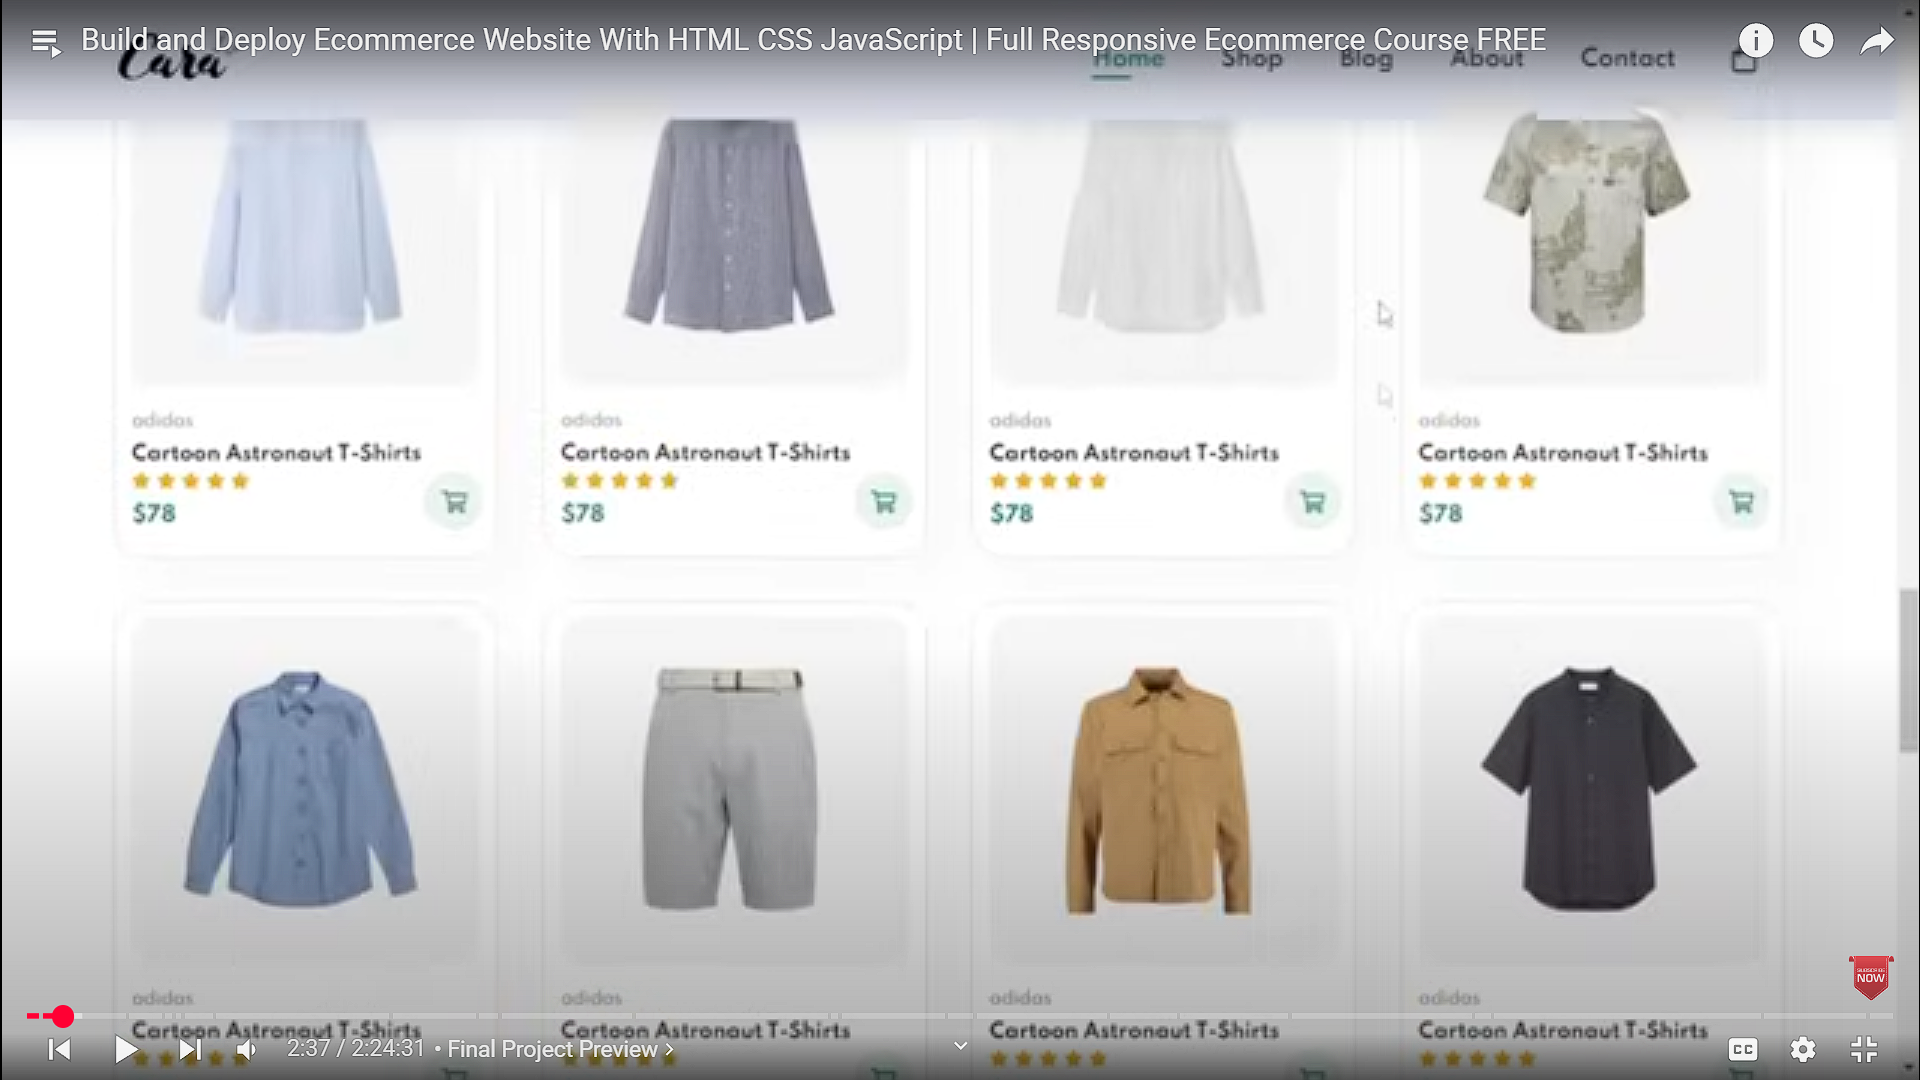 Build and Deploy Ecommerce Website With HTML CSS JavaScript | Full Responsive Ecommerce Course FREE
Cara
Home Shop Blog About Contact
adidas adidas adidas adidas
Cartoon Astronaut T-Shirts Cartoon Astronaut T-Shirts Cartoon Astronaut T-Shirts Cartoon Astronaut T-Shirts
$78 $78 $78 $78
adidas adidas adidas adidas
Cartoon Astronaut T-Shirts Cartoon Astronaut T-Shirts Cartoon Astronaut T-Shirts Cartoon Astronaut T-Shirts
SUBSCRIBE
NOW
2:37 / 2:24:31 • Final Project Preview
CC